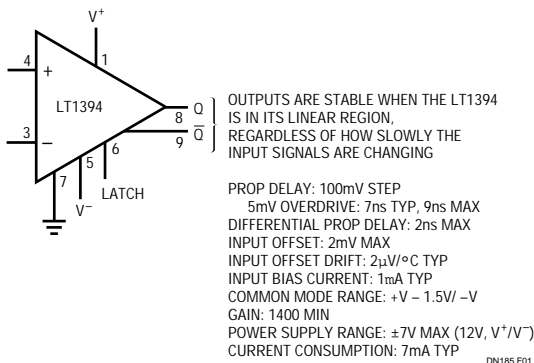 V+
4
+
1
LT1394
Q
8
Q̅
9
3
–
6
5
7
V–
LATCH
OUTPUTS ARE STABLE WHEN THE LT1394
IS IN ITS LINEAR REGION,
REGARDLESS OF HOW SLOWLY THE
INPUT SIGNALS ARE CHANGING
PROP DELAY: 100mV STEP
5mV OVERDRIVE: 7ns TYP, 9ns MAX
DIFFERENTIAL PROP DELAY: 2ns MAX
INPUT OFFSET: 2mV MAX
INPUT OFFSET DRIFT: 2µV/°C TYP
INPUT BIAS CURRENT: 1mA TYP
COMMON MODE RANGE: +V – 1.5V/ –V
GAIN: 1400 MIN
POWER SUPPLY RANGE: ±7V MAX (12V, V+/V–)
CURRENT CONSUMPTION: 7mA TYP
DN185 F01